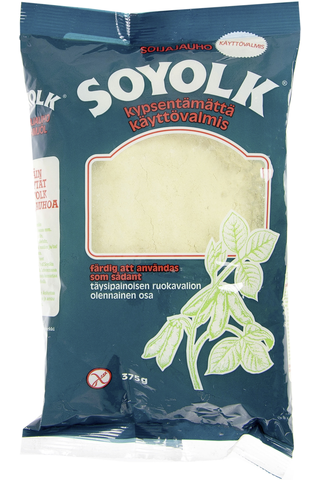 SOIJAJAUHO
KÄYTTÖVALMIS
SOYOLK®
kypsentämättä
käyttövalmis
färdig att användas
som sådant
täysipainoisen ruokavalion
olennainen osa
375g